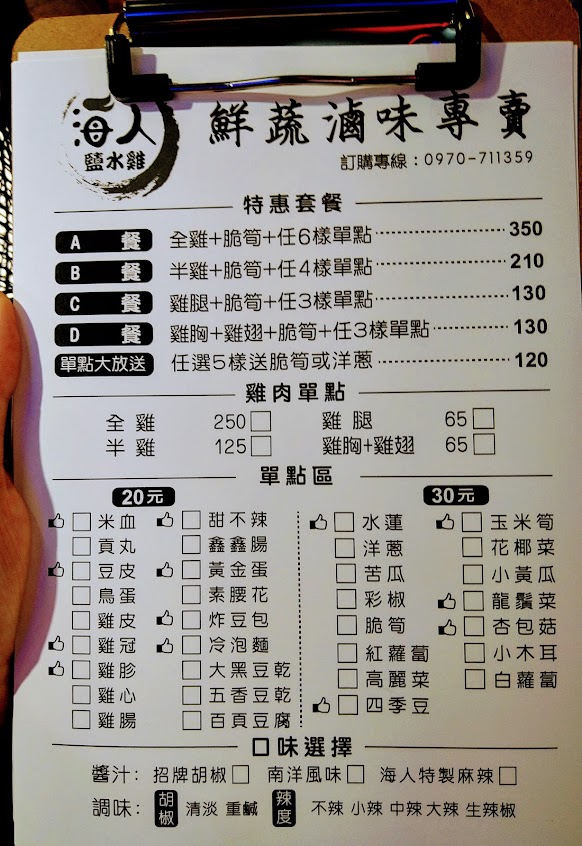 海人
鹽水雞
鮮蔬滷味專賣
訂購專線：0970-711359
特惠套餐
A 餐 全雞+脆筍+任6樣單點 350
B 餐 半雞+脆筍+任4樣單點 210
C 餐 雞腿+脆筍+任3樣單點 130
D 餐 雞胸+雞翅+脆筍+任3樣單點 130
單點大放送 任選5樣送脆筍或洋蔥 120
雞肉單點
全雞 250□ 雞腿 65□
半雞 125□ 雞胸+雞翅 65□
單點區
20元 30元
□米血 □甜不辣 □水蓮 □玉米筍
□貢丸 □鑫鑫腸 □洋蔥 □花椰菜
□豆皮 □黃金蛋 □苦瓜 □小黃瓜
□鳥蛋 □素腰花 □彩椒 □龍鬚菜
□雞皮 □炸豆包 □脆筍 □杏包菇
□雞冠 □冷泡麵 □紅蘿蔔 □小木耳
□雞胗 □大黑豆乾 □高麗菜 □白蘿蔔
□雞心 □五香豆乾 □四季豆
□雞腸 □百頁豆腐
口味選擇
醬汁：招牌胡椒□ 南洋風味□ 海人特製麻辣□
調味：胡椒 清淡 重鹹 辣度 不辣 小辣 中辣 大辣 生辣椒